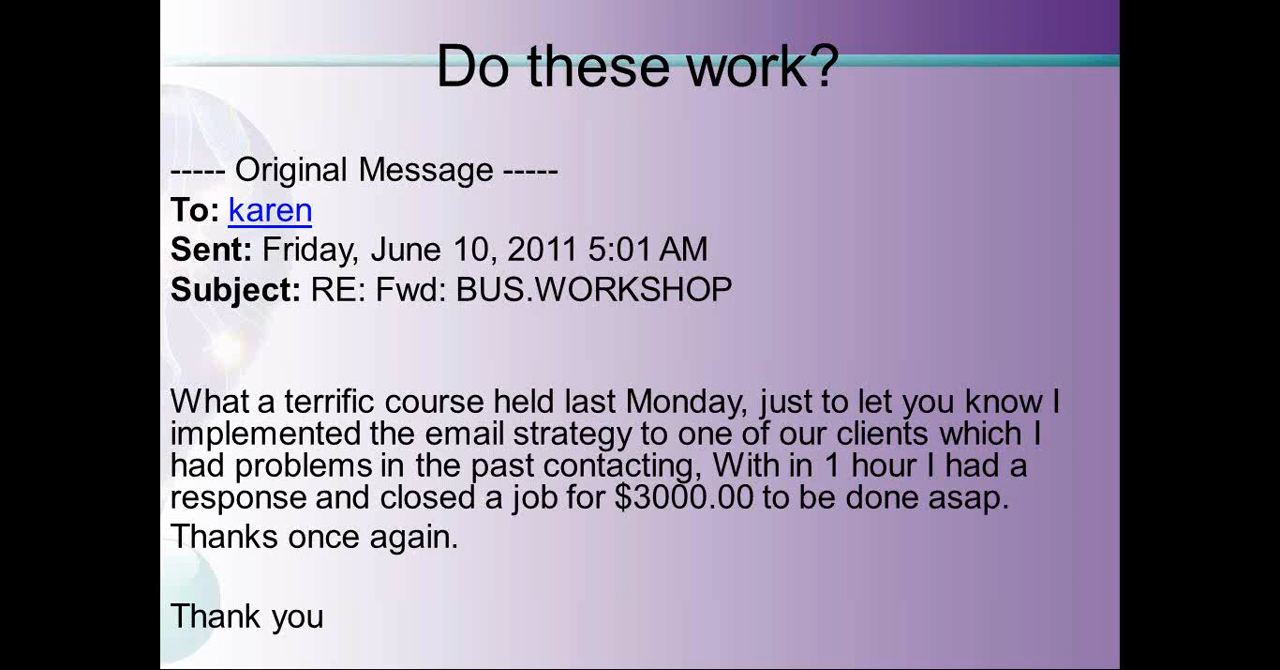 Do these work?
----- Original Message -----
To: karen
Sent: Friday, June 10, 2011 5:01 AM
Subject: RE: Fwd: BUS.WORKSHOP
What a terrific course held last Monday, just to let you know I
implemented the email strategy to one of our clients which I
had problems in the past contacting, With in 1 hour I had a
response and closed a job for $3000.00 to be done asap.
Thanks once again.
Thank you